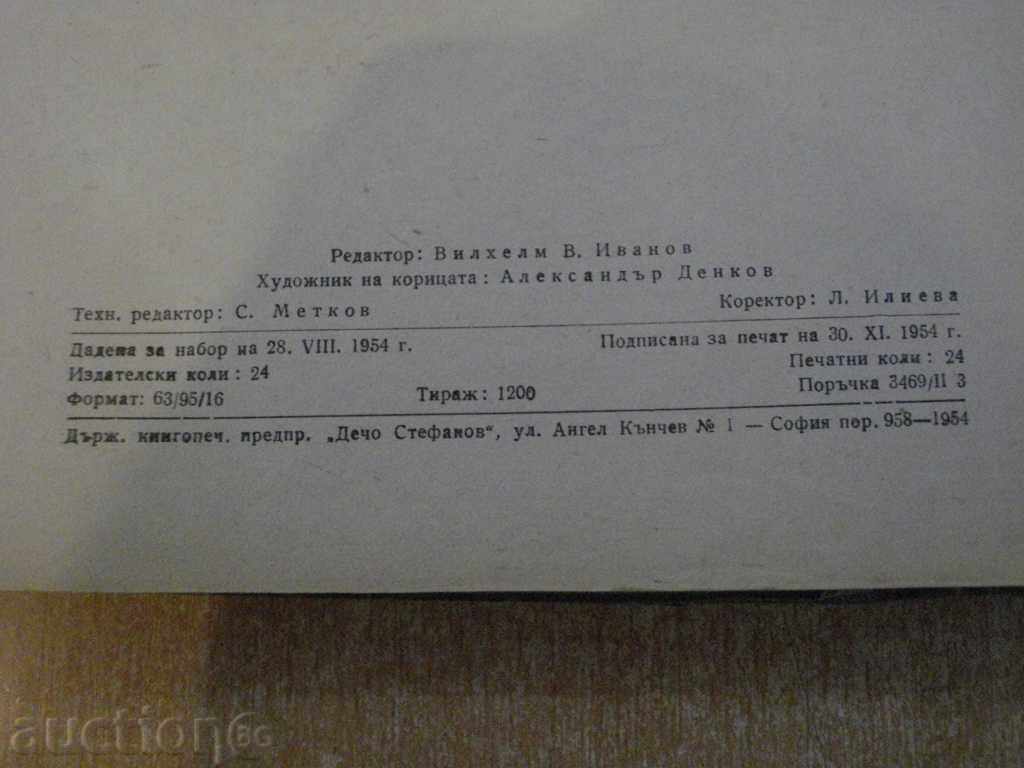 Редактор: Вилхелм В. Иванов
Художник на корицата: Александър Денков
Техн. редактор: С. Метков Коректор: Л. Илиева
Дадена за набор на 28. VIII. 1954 г. Подписана за печат на 30. XI. 1954 г.
Издателски коли: 24 Печатни коли: 24
Формат: 63/95/16 Тираж: 1200 Поръчка 3469/II 3
Държ. книгопеч. предпр. „Дечо Стефанов“, ул. Ангел Кънчев № 1 — София пор. 958—1954
auctionбг